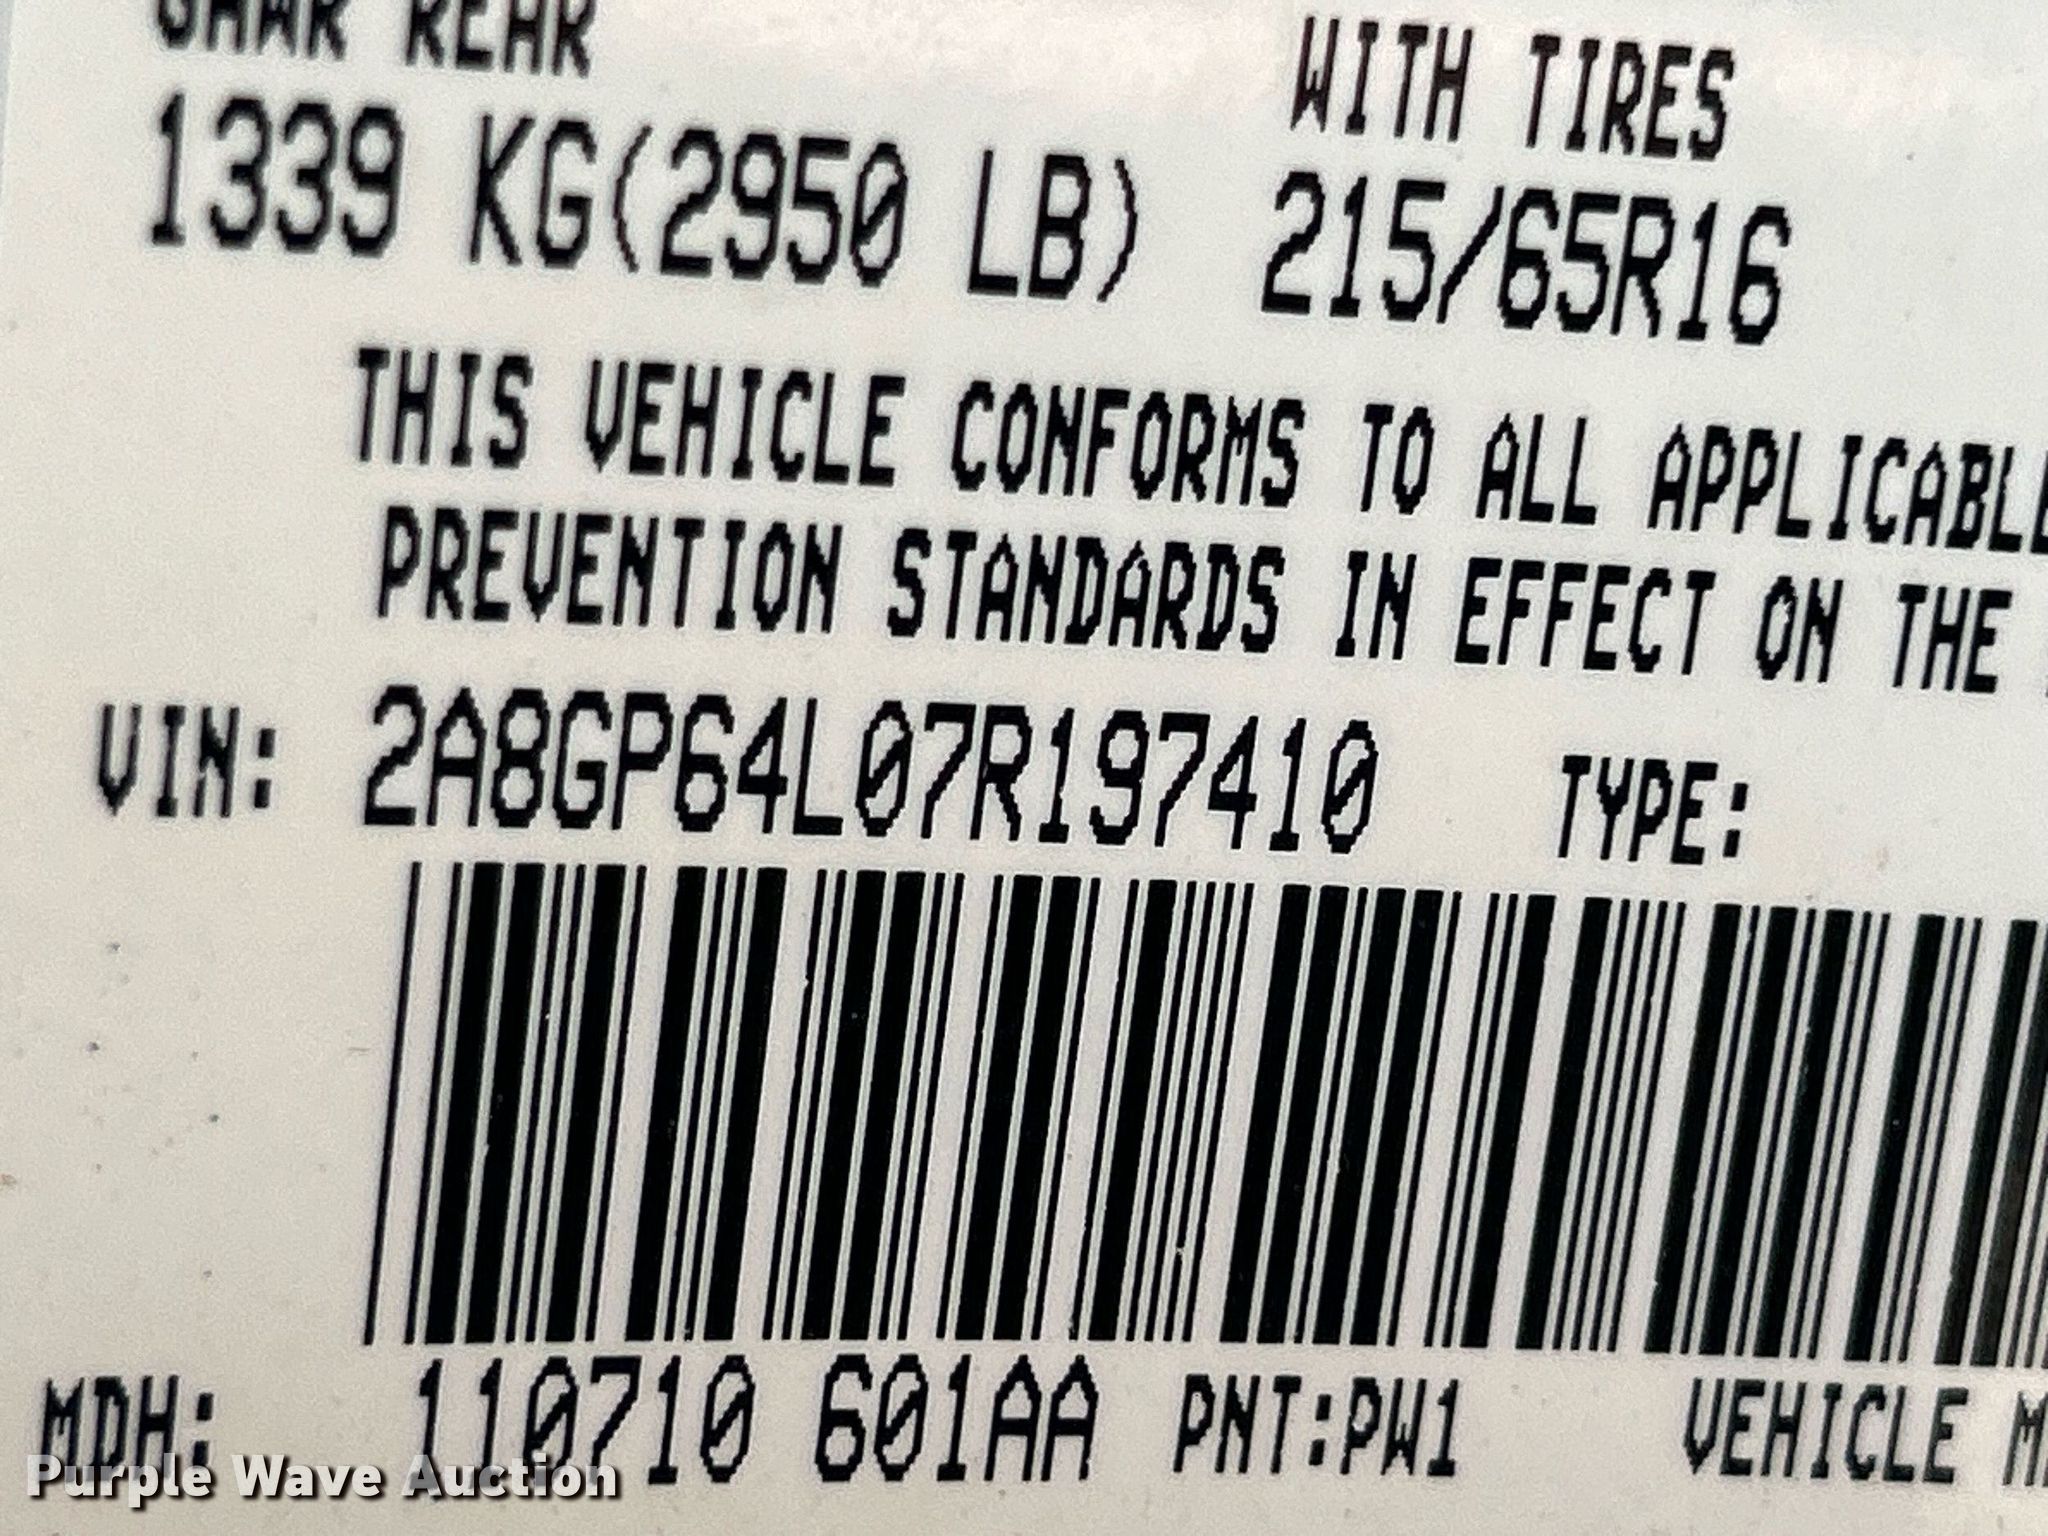 GAWR REAR WITH TIRES
1339 KG(2950 LB) 215/65R16
THIS VEHICLE CONFORMS TO ALL APPLICABLE
PREVENTION STANDARDS IN EFFECT ON THE
VIN: 2A8GP64L07R197410 TYPE:
MDH: 110710 601AA PNT:PW1 VEHICLE M
Purple Wave Auction